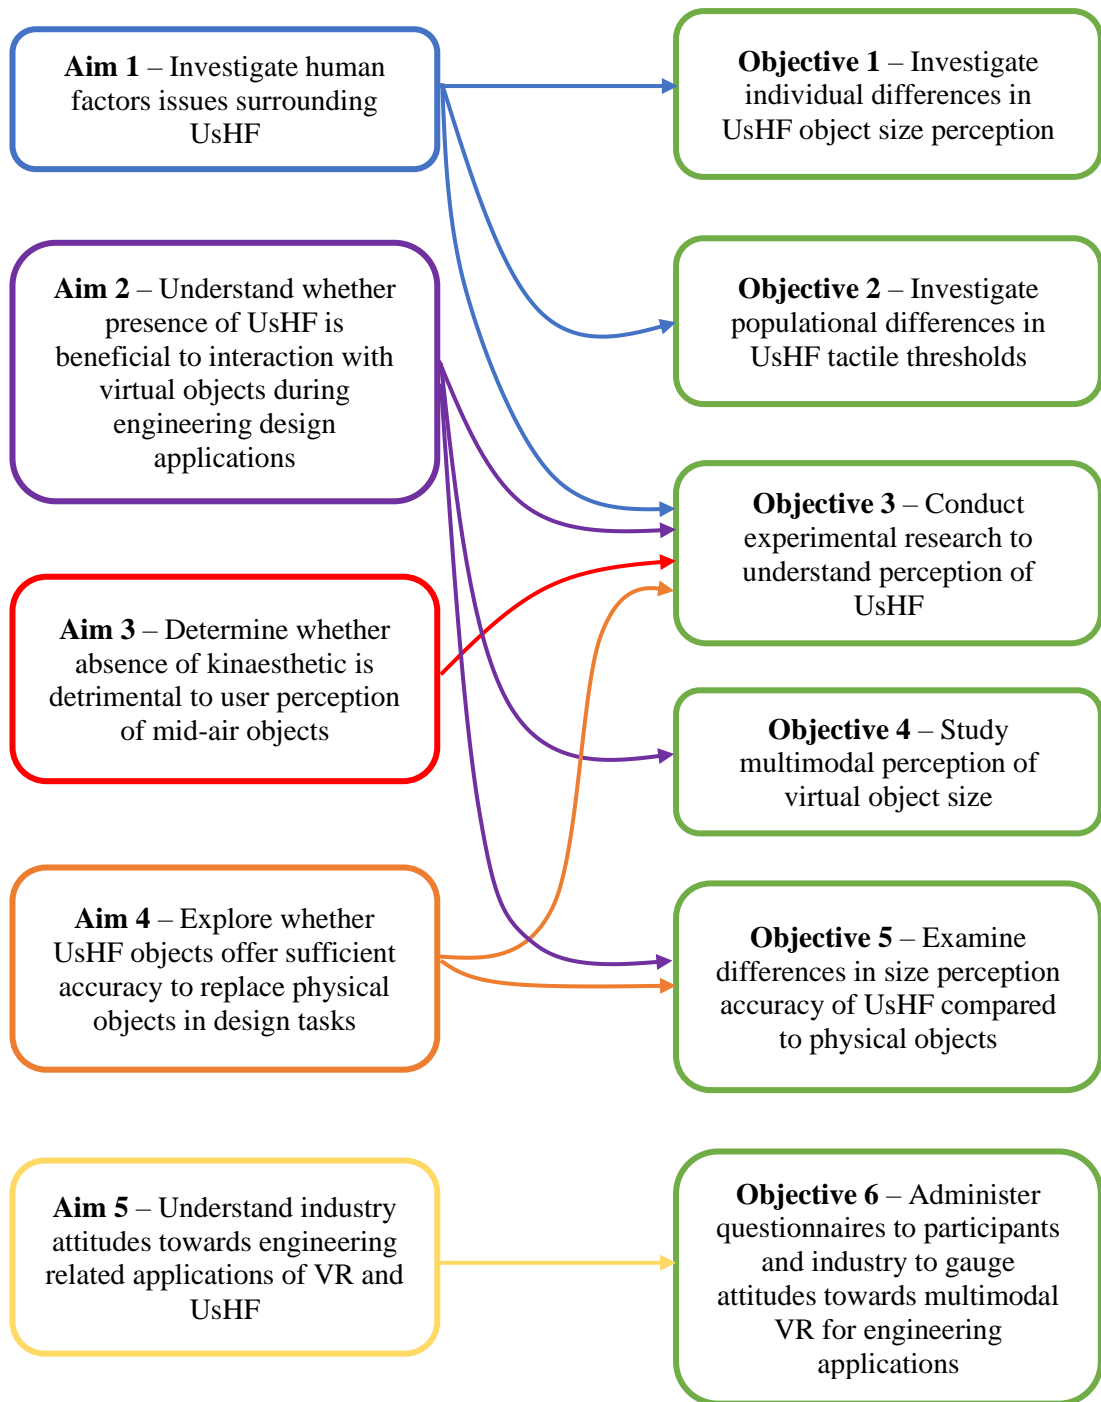 Aim 1 – Investigate human
factors issues surrounding
UsHF
Aim 2 – Understand whether
presence of UsHF is
beneficial to interaction with
virtual objects during
engineering design
applications
Aim 3 – Determine whether
absence of kinaesthetic is
detrimental to user perception
of mid-air objects
Aim 4 – Explore whether
UsHF objects offer sufficient
accuracy to replace physical
objects in design tasks
Aim 5 – Understand industry
attitudes towards engineering
related applications of VR and
UsHF
Objective 1 – Investigate
individual differences in
UsHF object size perception
Objective 2 – Investigate
populational differences in
UsHF tactile thresholds
Objective 3 – Conduct
experimental research to
understand perception of
UsHF
Objective 4 – Study
multimodal perception of
virtual object size
Objective 5 – Examine
differences in size perception
accuracy of UsHF compared
to physical objects
Objective 6 – Administer
questionnaires to participants
and industry to gauge
attitudes towards multimodal
VR for engineering
applications